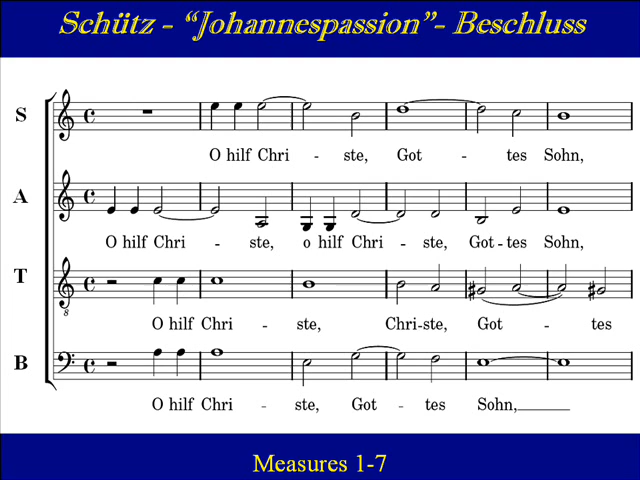 Schütz - “Johannespassion”- Beschluss
S
O hilf Chri - ste, Got - tes Sohn,
A
O hilf Chri - ste, o hilf Chri - ste, Got - tes Sohn,
T
8
O hilf Chri - ste, Chri - ste, Got - tes
B
O hilf Chri - ste, Got - tes Sohn,
Measures 1-7